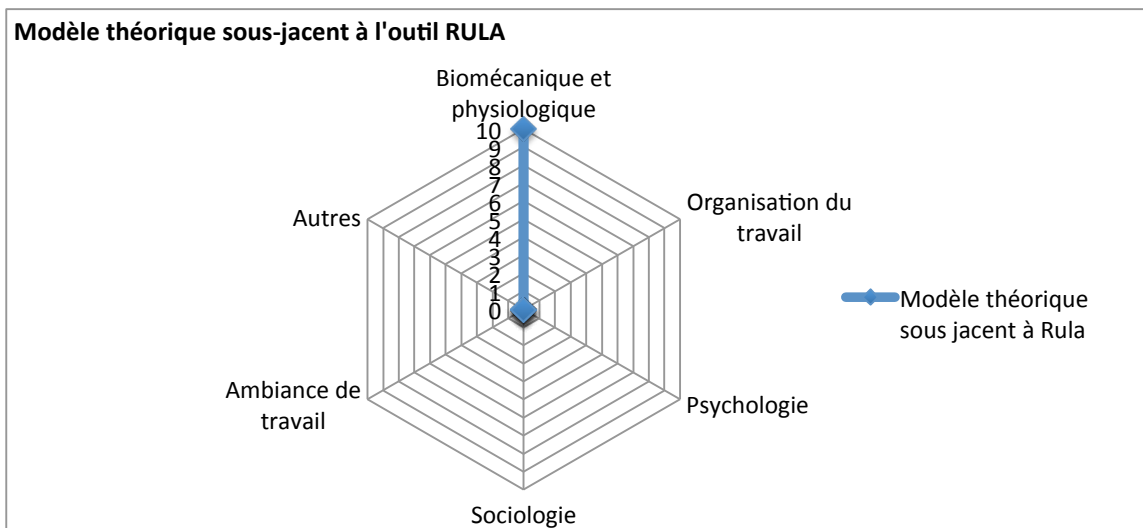 Modèle théorique sous-jacent à l'outil RULA
Biomécanique et
physiologique
10
9
8
7
6
5
4
3
2
1
0
Organisation du
travail
Psychologie
Sociologie
Ambiance de
travail
Autres
Modèle théorique
sous jacent à Rula